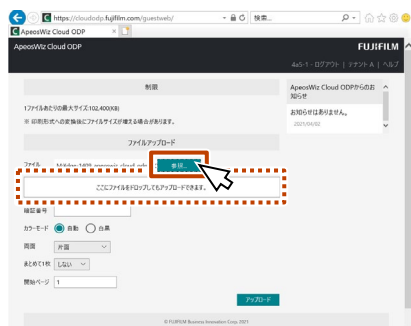 https://cloudodp.fujifilm.com/guestweb/
検索...
ApeosWiz Cloud ODP
ApeosWiz Cloud ODP
FUJIFILM
4a5-1 - ログアウト | テナント A | ヘルプ
制限
1ファイルあたりの最大サイズ:102,400(KB)
※ 印刷形式への変換後にファイルサイズが増える場合があります。
ApeosWiz Cloud ODPからのお
知らせ
お知らせはありません。
2021/04/02
ファイルアップロード
ファイル
参照...
ここにファイルをドロップしてもアップロードできます。
暗証番号
カラーモード 自動 白黒
両面 片面
まとめて1枚 しない
開始ページ 1
アップロード
© FUJIFILM Business Innovation Corp. 2021